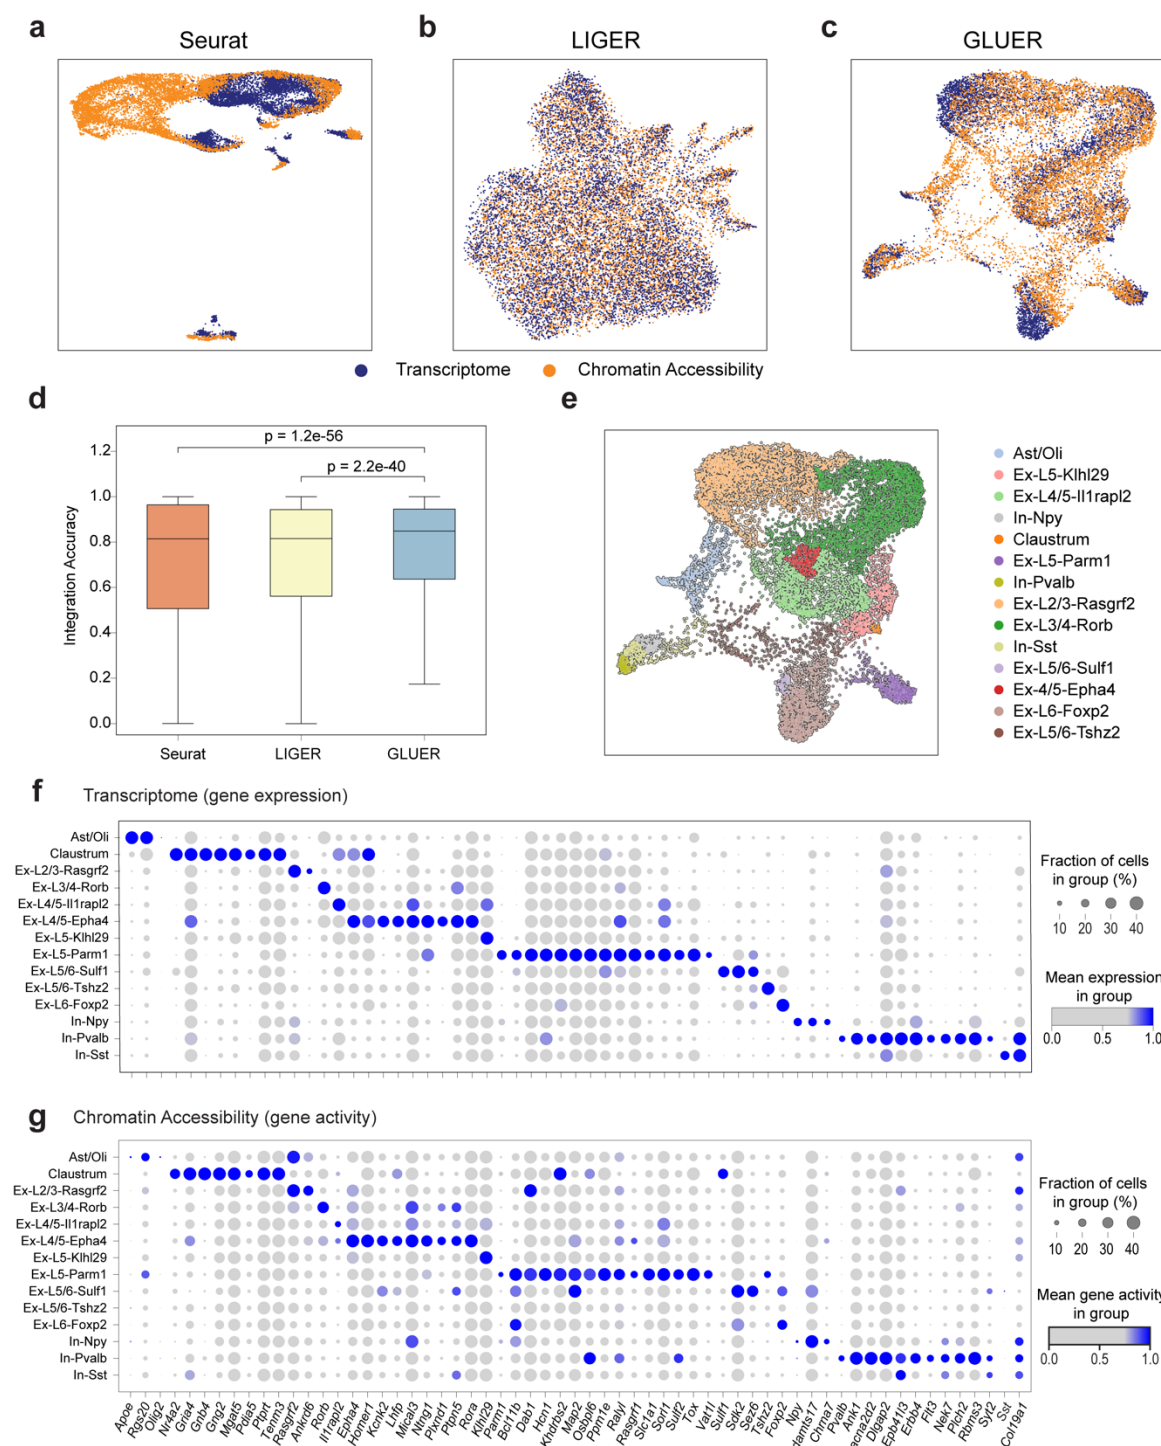 a
Seurat
b
LIGER
c
GLUER
Transcriptome
Chromatin Accessibility
d
p = 1.2e-56
p = 2.2e-40
1.2
1.0
0.8
0.6
0.4
0.2
0.0
Integration Accuracy
Seurat
LIGER
GLUER
e
Ast/Oli
Ex-L5-Klhl29
Ex-L4/5-Il1rapl2
In-Npy
Claustrum
Ex-L5-Parm1
In-Pvalb
Ex-L2/3-Rasgrf2
Ex-L3/4-Rorb
In-Sst
Ex-L5/6-Sulf1
Ex-4/5-Epha4
Ex-L6-Foxp2
Ex-L5/6-Tshz2
f
Transcriptome (gene expression)
Ast/Oli
Claustrum
Ex-L2/3-Rasgrf2
Ex-L3/4-Rorb
Ex-L4/5-Il1rapl2
Ex-L4/5-Epha4
Ex-L5-Klhl29
Ex-L5-Parm1
Ex-L5/6-Sulf1
Ex-L5/6-Tshz2
Ex-L6-Foxp2
In-Npy
In-Pvalb
In-Sst
Fraction of cells
in group (%)
10 20 30 40
Mean expression
in group
0.0 0.5 1.0
g
Chromatin Accessibility (gene activity)
Ast/Oli
Claustrum
Ex-L2/3-Rasgrf2
Ex-L3/4-Rorb
Ex-L4/5-Il1rapl2
Ex-L4/5-Epha4
Ex-L5-Klhl29
Ex-L5-Parm1
Ex-L5/6-Sulf1
Ex-L5/6-Tshz2
Ex-L6-Foxp2
In-Npy
In-Pvalb
In-Sst
Fraction of cells
in group (%)
10 20 30 40
Mean gene activity
in group
0.0 0.5 1.0
Apoe
Rgs20
Olig2
Nr4a2
Gria4
Gnb4
Gng2
Mgat5
Pdia5
Ptprt
Tenm3
Rasgrf2
Ankrd6
Rorb
Il1rapl2
Epha4
Homer1
Kcnk2
Lhfp
Mical3
Ntng1
Plxnd1
Ptpn5
Rora
Klhl29
Parm1
Bcl11b
Dab1
Hcn1
Khdrbs2
Map2
Osbpl6
Ppm1e
Ralyl
Rasgrf1
Slc1a1
Sorl1
Sulf2
Tox
Vat1l
Sulf1
Sdk2
Sez6
Tshz2
Foxp2
Npy
damts17
Chrna7
Pvalb
Ank1
acna2d2
Dlgap2
Epb41l3
Erbb4
Flt3
Nek7
Plch2
Rbms3
Syt2
Sst
Col19a1